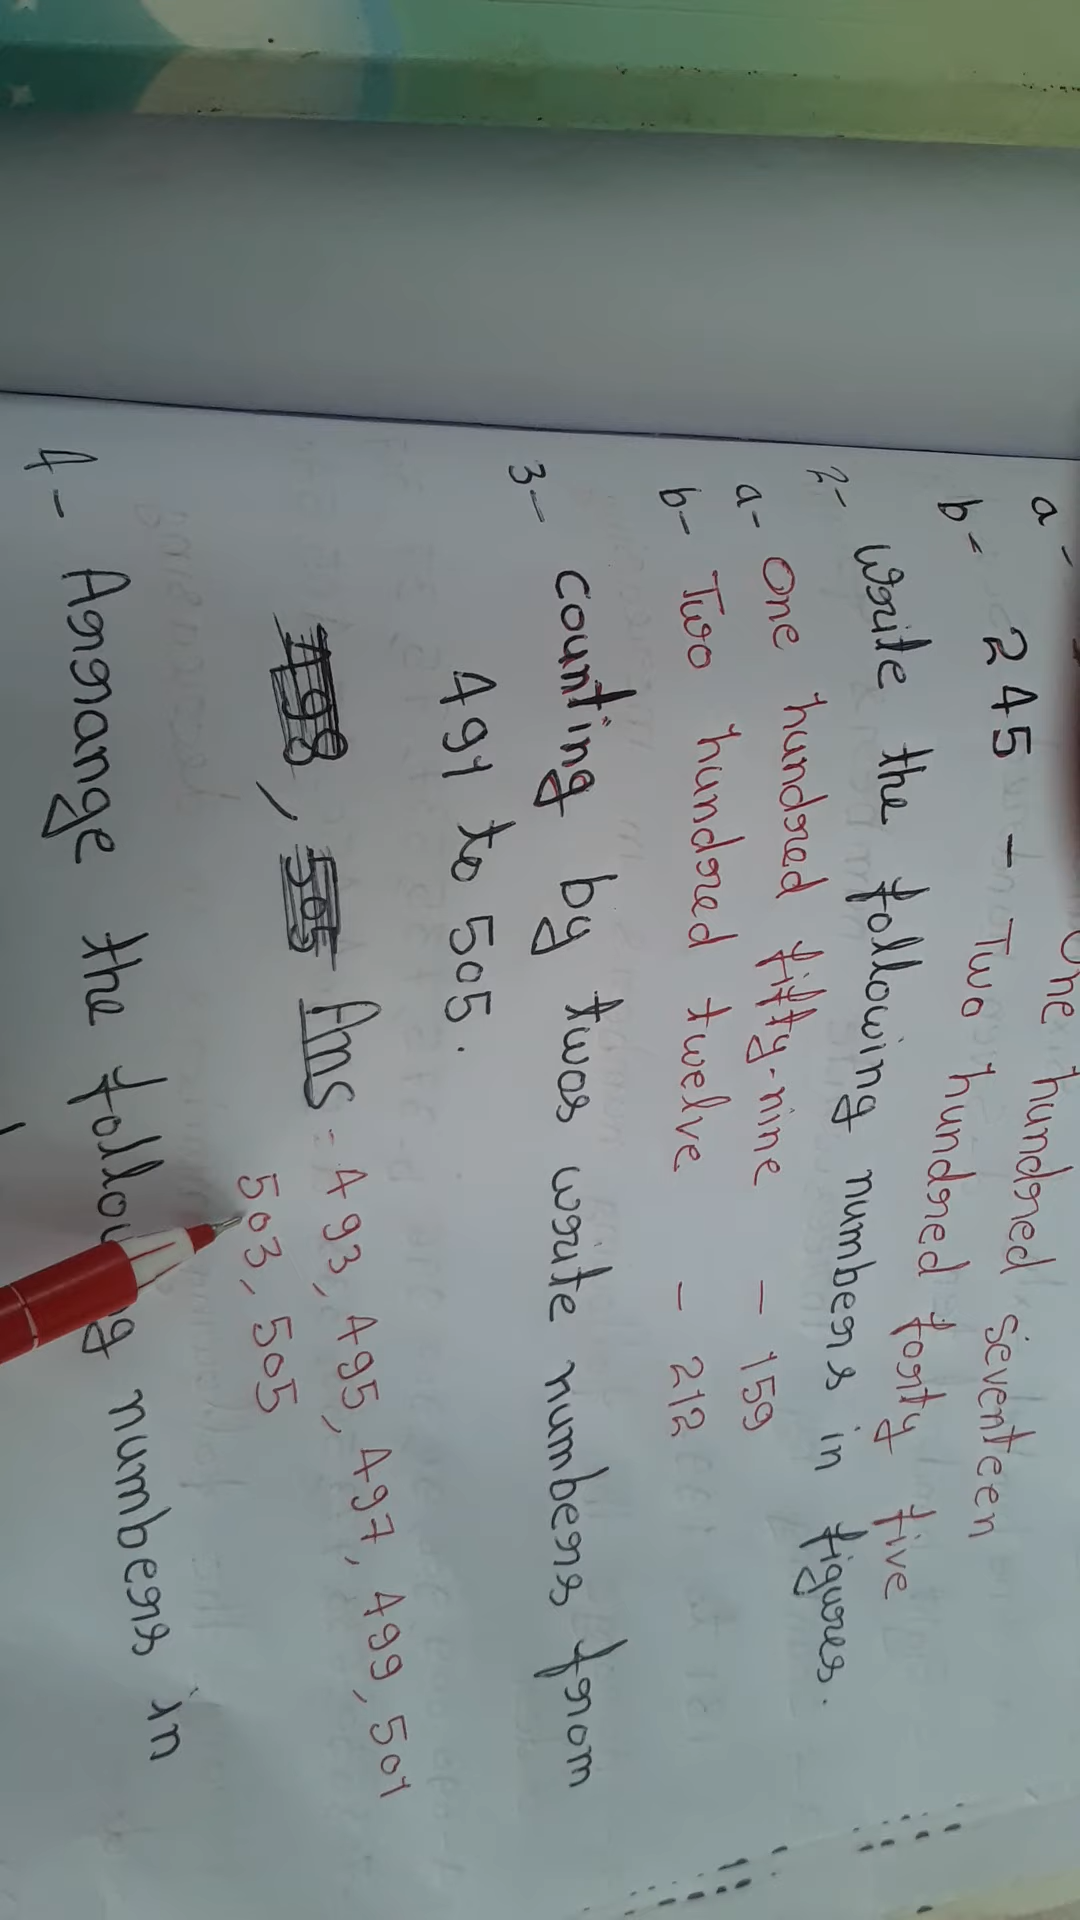 a- One hundred seventeen
b- 245 - Two hundred forty five
2- Write the following numbers in figures.
a- One hundred fifty-nine - 159
b- Two hundred twelve - 212
3- counting by twos write numbers from
491 to 505.
498, 505 Ans = 493, 495, 497, 499, 501
503, 505
4- Arrange the following numbers in